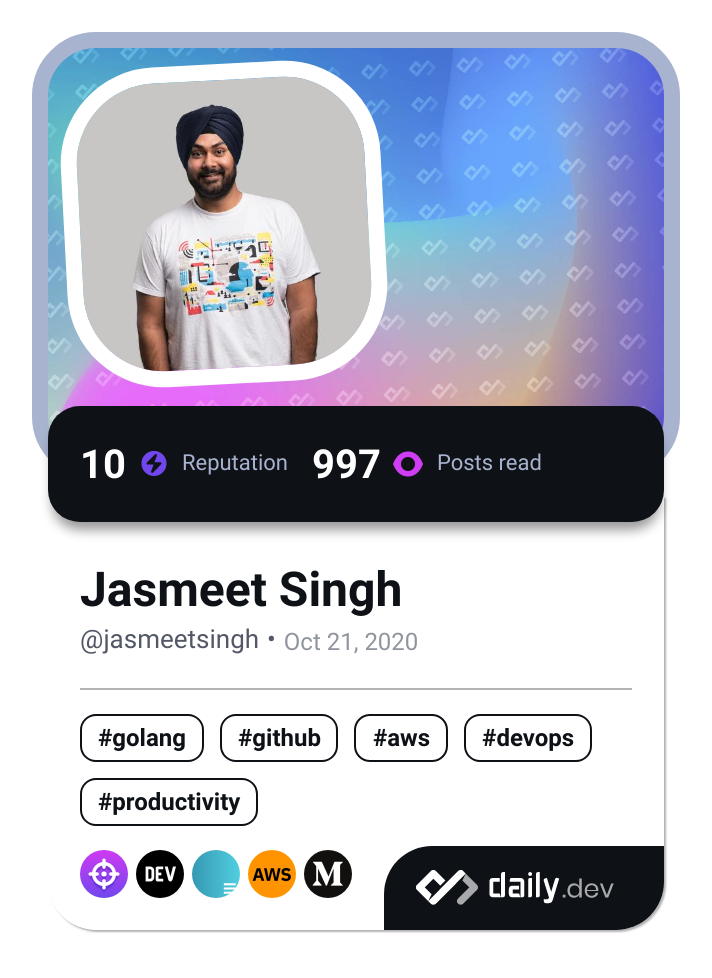 10 Reputation 997 Posts read
Jasmeet Singh
@jasmeetsingh • Oct 21, 2020
#golang #github #aws #devops
#productivity
DEV AWS M
daily.dev